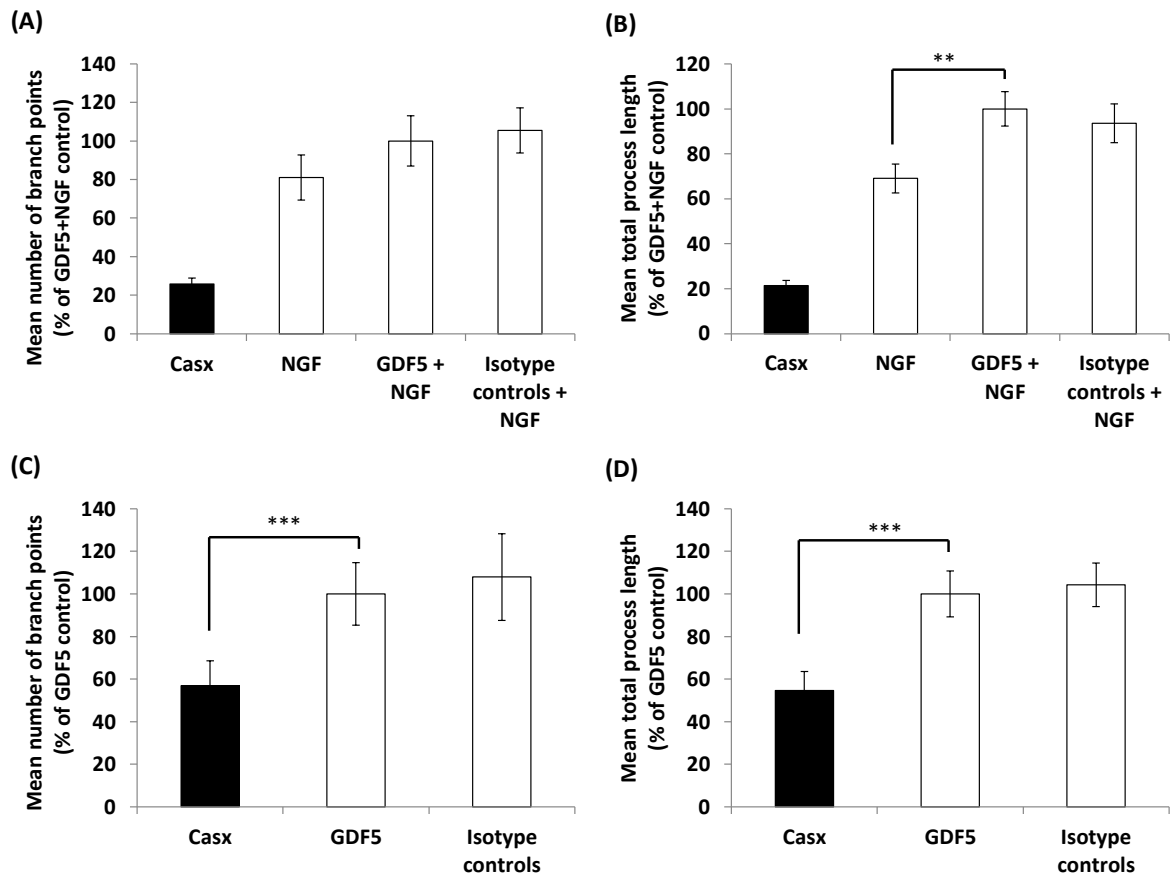 (A)
Mean number of branch points
(% of GDF5+NGF control)
140
120
100
80
60
40
20
0
Casx
NGF
GDF5 +
NGF
Isotype
controls +
NGF
(B)
Mean total process length
(% of GDF5+NGF control)
120
100
80
60
40
20
0
**
Casx
NGF
GDF5 +
NGF
Isotype
controls +
NGF
(C)
Mean number of branch points
(% of GDF5 control)
140
120
100
80
60
40
20
0
***
Casx
GDF5
Isotype
controls
(D)
Mean total process length
(% of GDF5 control)
140
120
100
80
60
40
20
0
***
Casx
GDF5
Isotype
controls